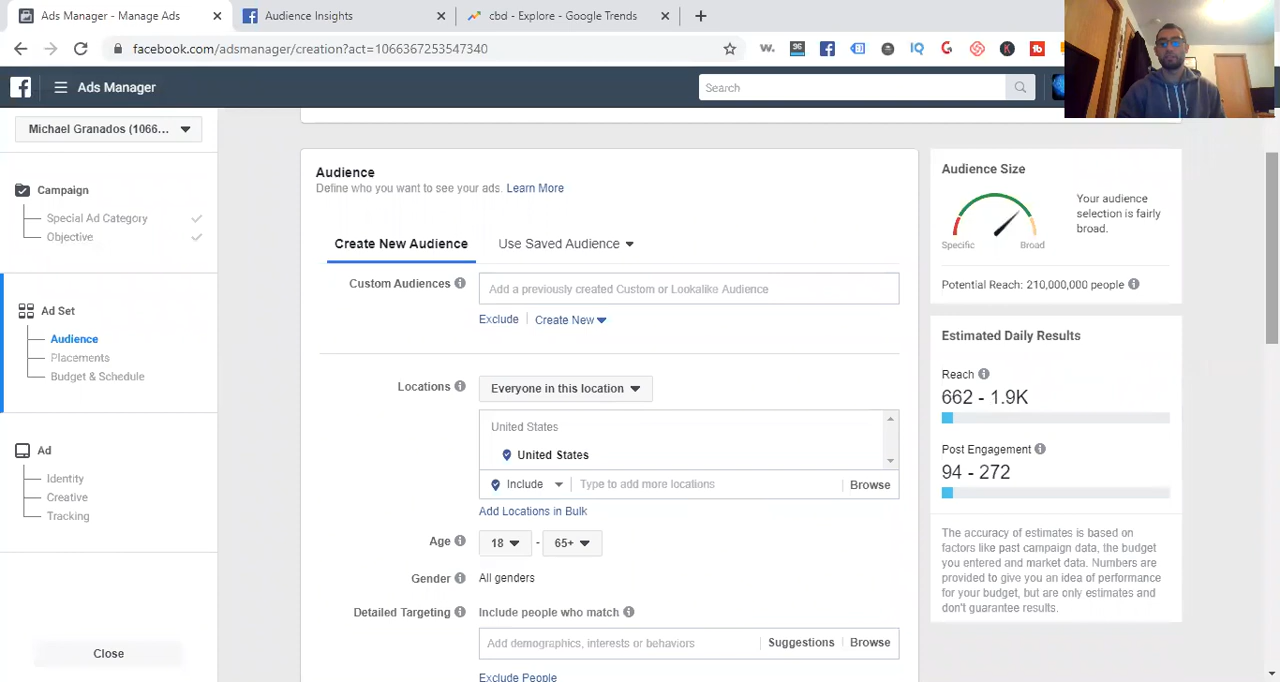 Ads Manager - Manage Ads
Audience Insights
cbd - Explore - Google Trends
facebook.com/adsmanager/creation?act=1066367253547340
w.
96
IQ
G
K
Ads Manager
Search
Michael Granados (1066...
Campaign
Special Ad Category
Objective
Ad Set
Audience
Placements
Budget & Schedule
Ad
Identity
Creative
Tracking
Close
Audience
Define who you want to see your ads. Learn More
Create New Audience Use Saved Audience
Custom Audiences Add a previously created Custom or Lookalike Audience
Exclude Create New
Locations Everyone in this location
United States
United States
Include Type to add more locations Browse
Add Locations in Bulk
Age 18 - 65+
Gender All genders
Detailed Targeting Include people who match
Add demographics, interests or behaviors Suggestions Browse
Exclude People
Audience Size
Your audience
selection is fairly
broad.
Specific Broad
Potential Reach: 210,000,000 people
Estimated Daily Results
Reach
662 - 1.9K
Post Engagement
94 - 272
The accuracy of estimates is based on
factors like past campaign data, the budget
you entered and market data. Numbers are
provided to give you an idea of performance
for your budget, but are only estimates and
don't guarantee results.